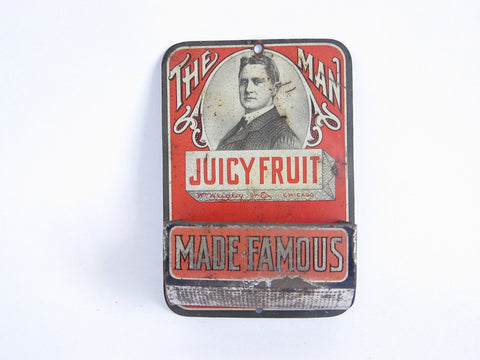 THE MAN
JUICY FRUIT
Wm Wrigley Jr Co. CHICAGO
MADE FAMOUS